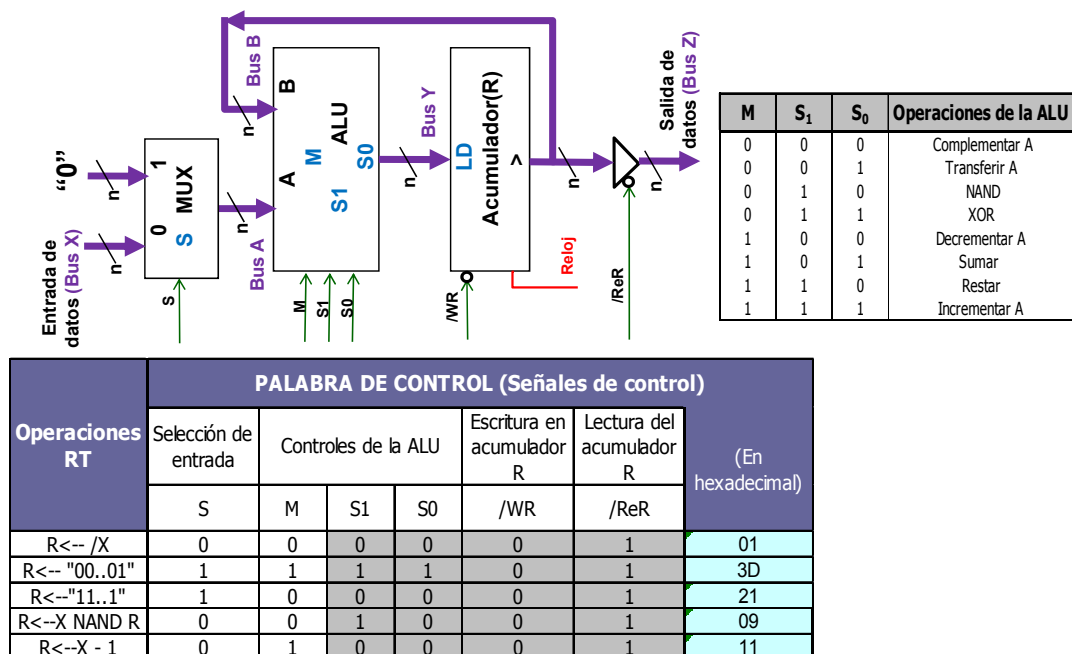 Entrada de
datos (Bus X)
"0"
n
n
0 1
S MUX
S
n
Bus A
Bus B
n
A B
M
ALU
S1 S0
M
S1
S0
Bus Y
n
LD
Acumulador(R)
>
/WR
Reloj
n
/ReR
n
Salida de
datos (Bus Z)
M S1 S0 Operaciones de la ALU
0 0 0 Complementar A
0 0 1 Transferir A
0 1 0 NAND
0 1 1 XOR
1 0 0 Decrementar A
1 0 1 Sumar
1 1 0 Restar
1 1 1 Incrementar A
PALABRA DE CONTROL (Señales de control)
Operaciones
RT
Selección de
entrada
Controles de la ALU
Escritura en
acumulador
R
Lectura del
acumulador
R
(En
hexadecimal)
S M S1 S0 /WR /ReR
R<-- /X 0 0 0 0 0 1 01
R<-- "00..01" 1 1 1 1 0 1 3D
R<--"11..1" 1 0 0 0 0 1 21
R<--X NAND R 0 0 1 0 0 1 09
R<--X - 1 0 1 0 0 0 1 11